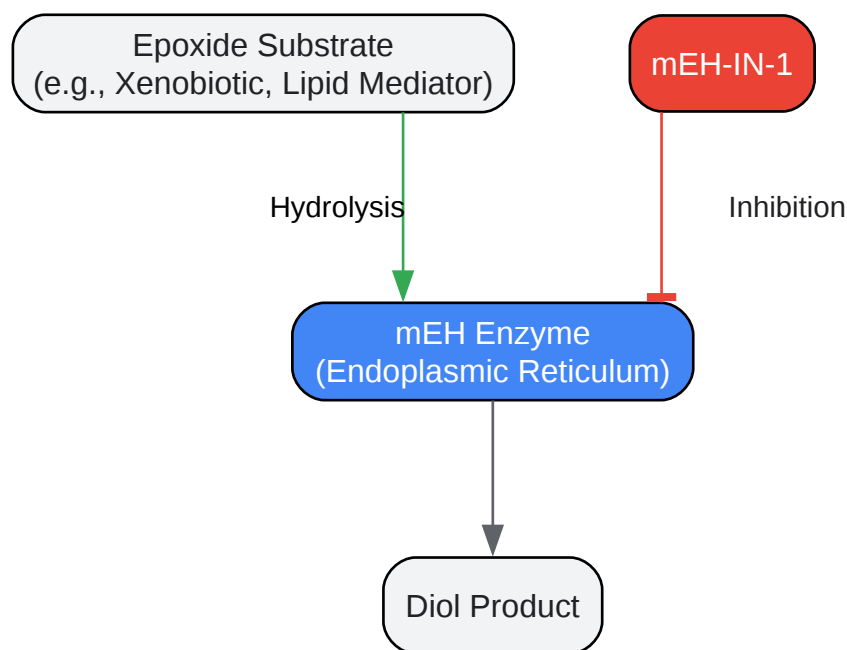 Epoxide Substrate
(e.g., Xenobiotic, Lipid Mediator)
mEH-IN-1
Hydrolysis
Inhibition
mEH Enzyme
(Endoplasmic Reticulum)
Diol Product